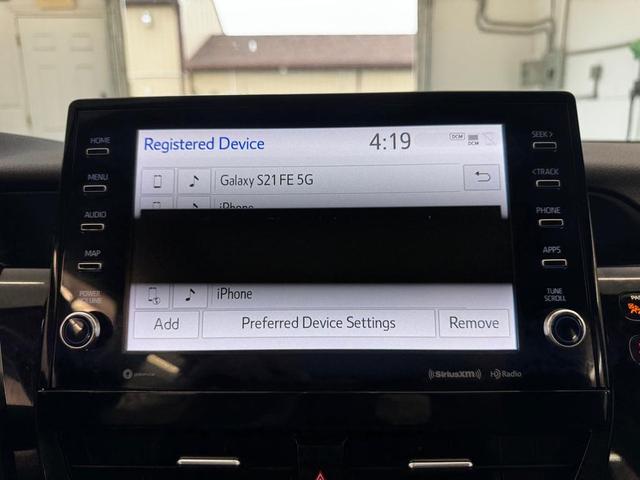 HOME
MENU
AUDIO
MAP
POWER
VOLUME
Registered Device
4:19
DCM
DCM
Galaxy S21 FE 5G
iPhone
iPhone
Add
Preferred Device Settings
Remove
SEEK>
<TRACK
PHONE
APPS
TUNE
SCROLL
((SiriusXM))
HD Radio